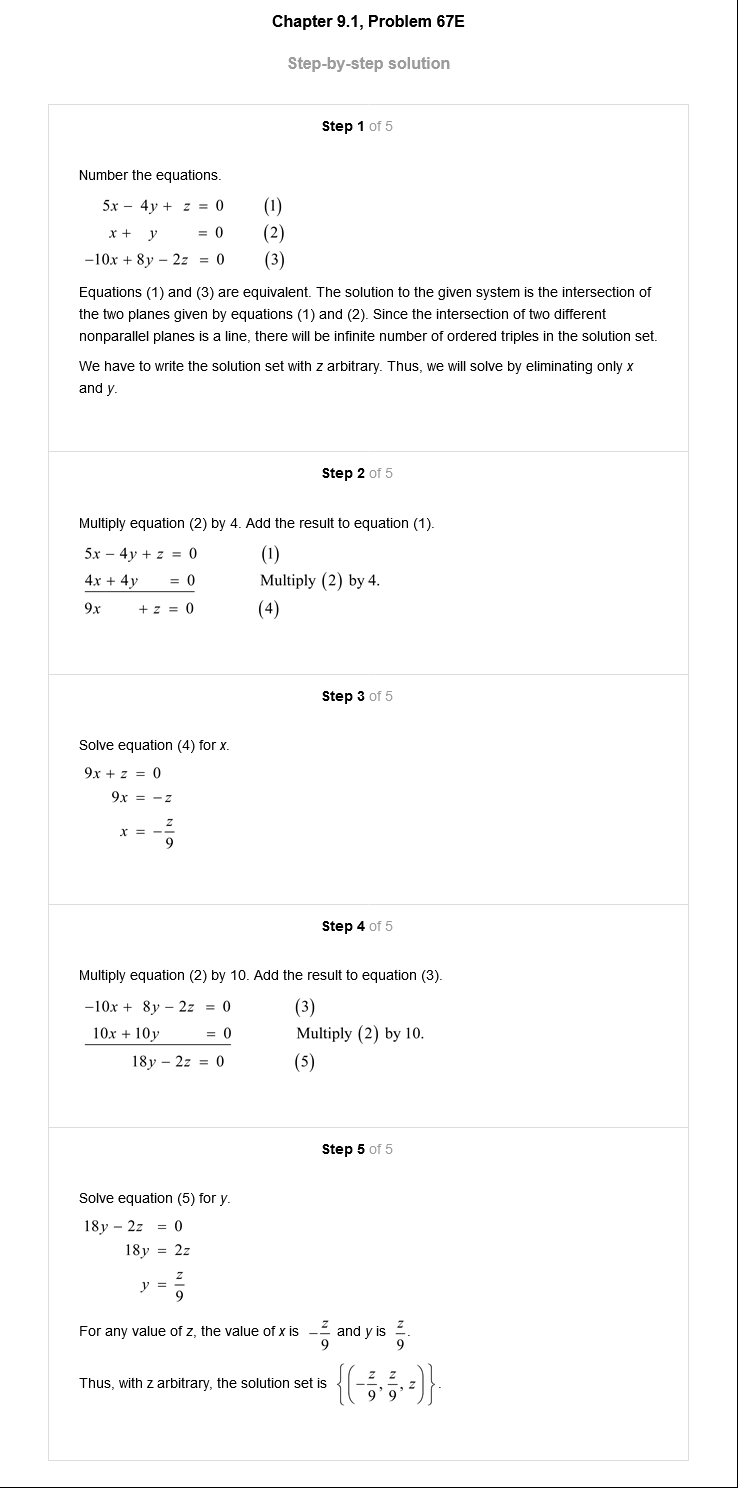 Chapter 9.1, Problem 67E
Step-by-step solution
Step 1 of 5
Number the equations.
5x − 4y + z = 0 (1)
x + y = 0 (2)
−10x + 8y − 2z = 0 (3)
Equations (1) and (3) are equivalent. The solution to the given system is the intersection of
the two planes given by equations (1) and (2). Since the intersection of two different
nonparallel planes is a line, there will be infinite number of ordered triples in the solution set.
We have to write the solution set with z arbitrary. Thus, we will solve by eliminating only x
and y.
Step 2 of 5
Multiply equation (2) by 4. Add the result to equation (1).
5x − 4y + z = 0 (1)
4x + 4y = 0 Multiply (2) by 4.
9x + z = 0 (4)
Step 3 of 5
Solve equation (4) for x.
9x + z = 0
9x = −z
x = −z/9
Step 4 of 5
Multiply equation (2) by 10. Add the result to equation (3).
−10x + 8y − 2z = 0 (3)
10x + 10y = 0 Multiply (2) by 10.
18y − 2z = 0 (5)
Step 5 of 5
Solve equation (5) for y.
18y − 2z = 0
18y = 2z
y = z/9
For any value of z, the value of x is −z/9 and y is z/9.
Thus, with z arbitrary, the solution set is {(−z/9, z/9, z)}.